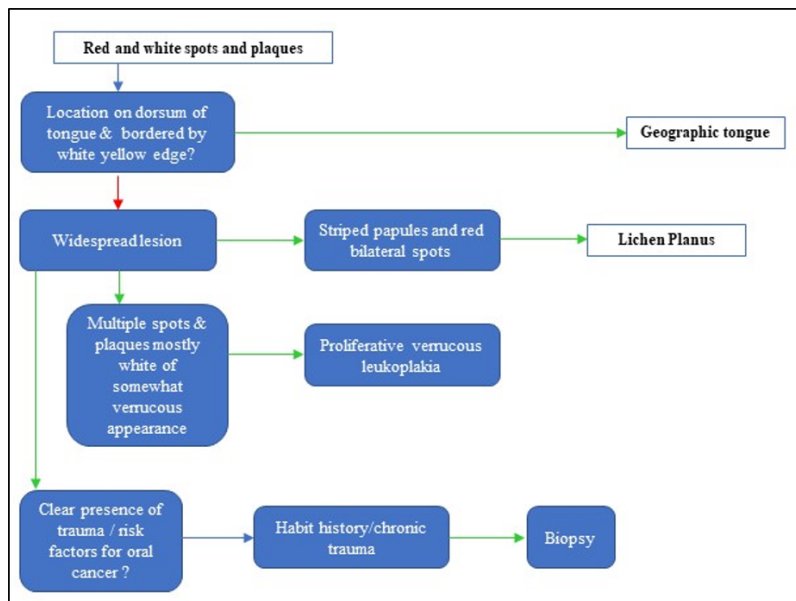 Red and white spots and plaques
Location on dorsum of
tongue & bordered by
white yellow edge?
Geographic tongue
Widespread lesion
Striped papules and red
bilateral spots
Lichen Planus
Multiple spots &
plaques mostly
white of
somewhat
verrucous
appearance
Proliferative verrucous
leukoplakia
Clear presence of
trauma / risk
factors for oral
cancer ?
Habit history/chronic
trauma
Biopsy